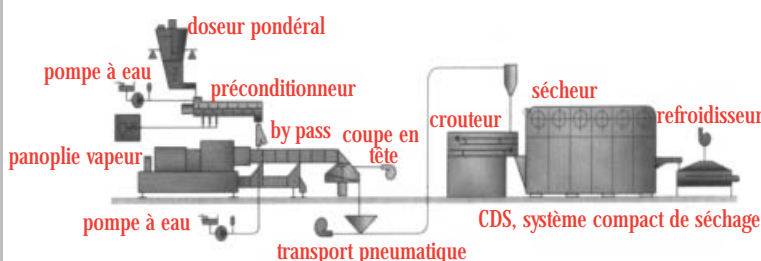 doseur pondéral
pompe à eau
préconditionneur
sécheur
by pass
coupe en
tête
crouteur
refroidisseur
panoplie vapeur
pompe à eau
CDS, système compact de séchage
transport pneumatique